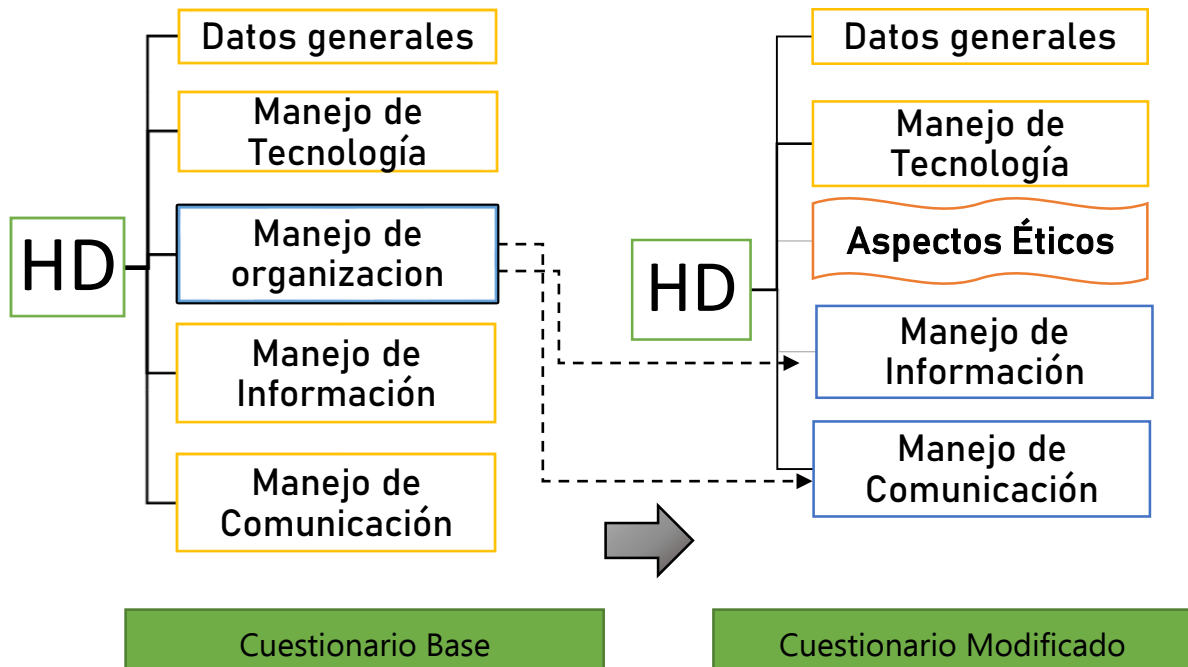 HD
Datos generales
Manejo de
Tecnología
Manejo de
organizacion
Manejo de
Información
Manejo de
Comunicación
Cuestionario Base
HD
Datos generales
Manejo de
Tecnología
Aspectos Éticos
Manejo de
Información
Manejo de
Comunicación
Cuestionario Modificado